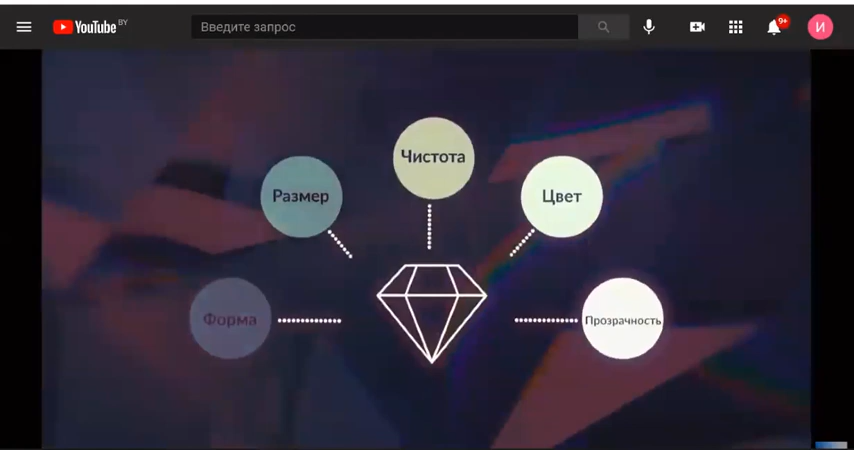 YouTube BY
Введите запрос
9+
И
Чистота
Размер
Цвет
Форма
Прозрачность